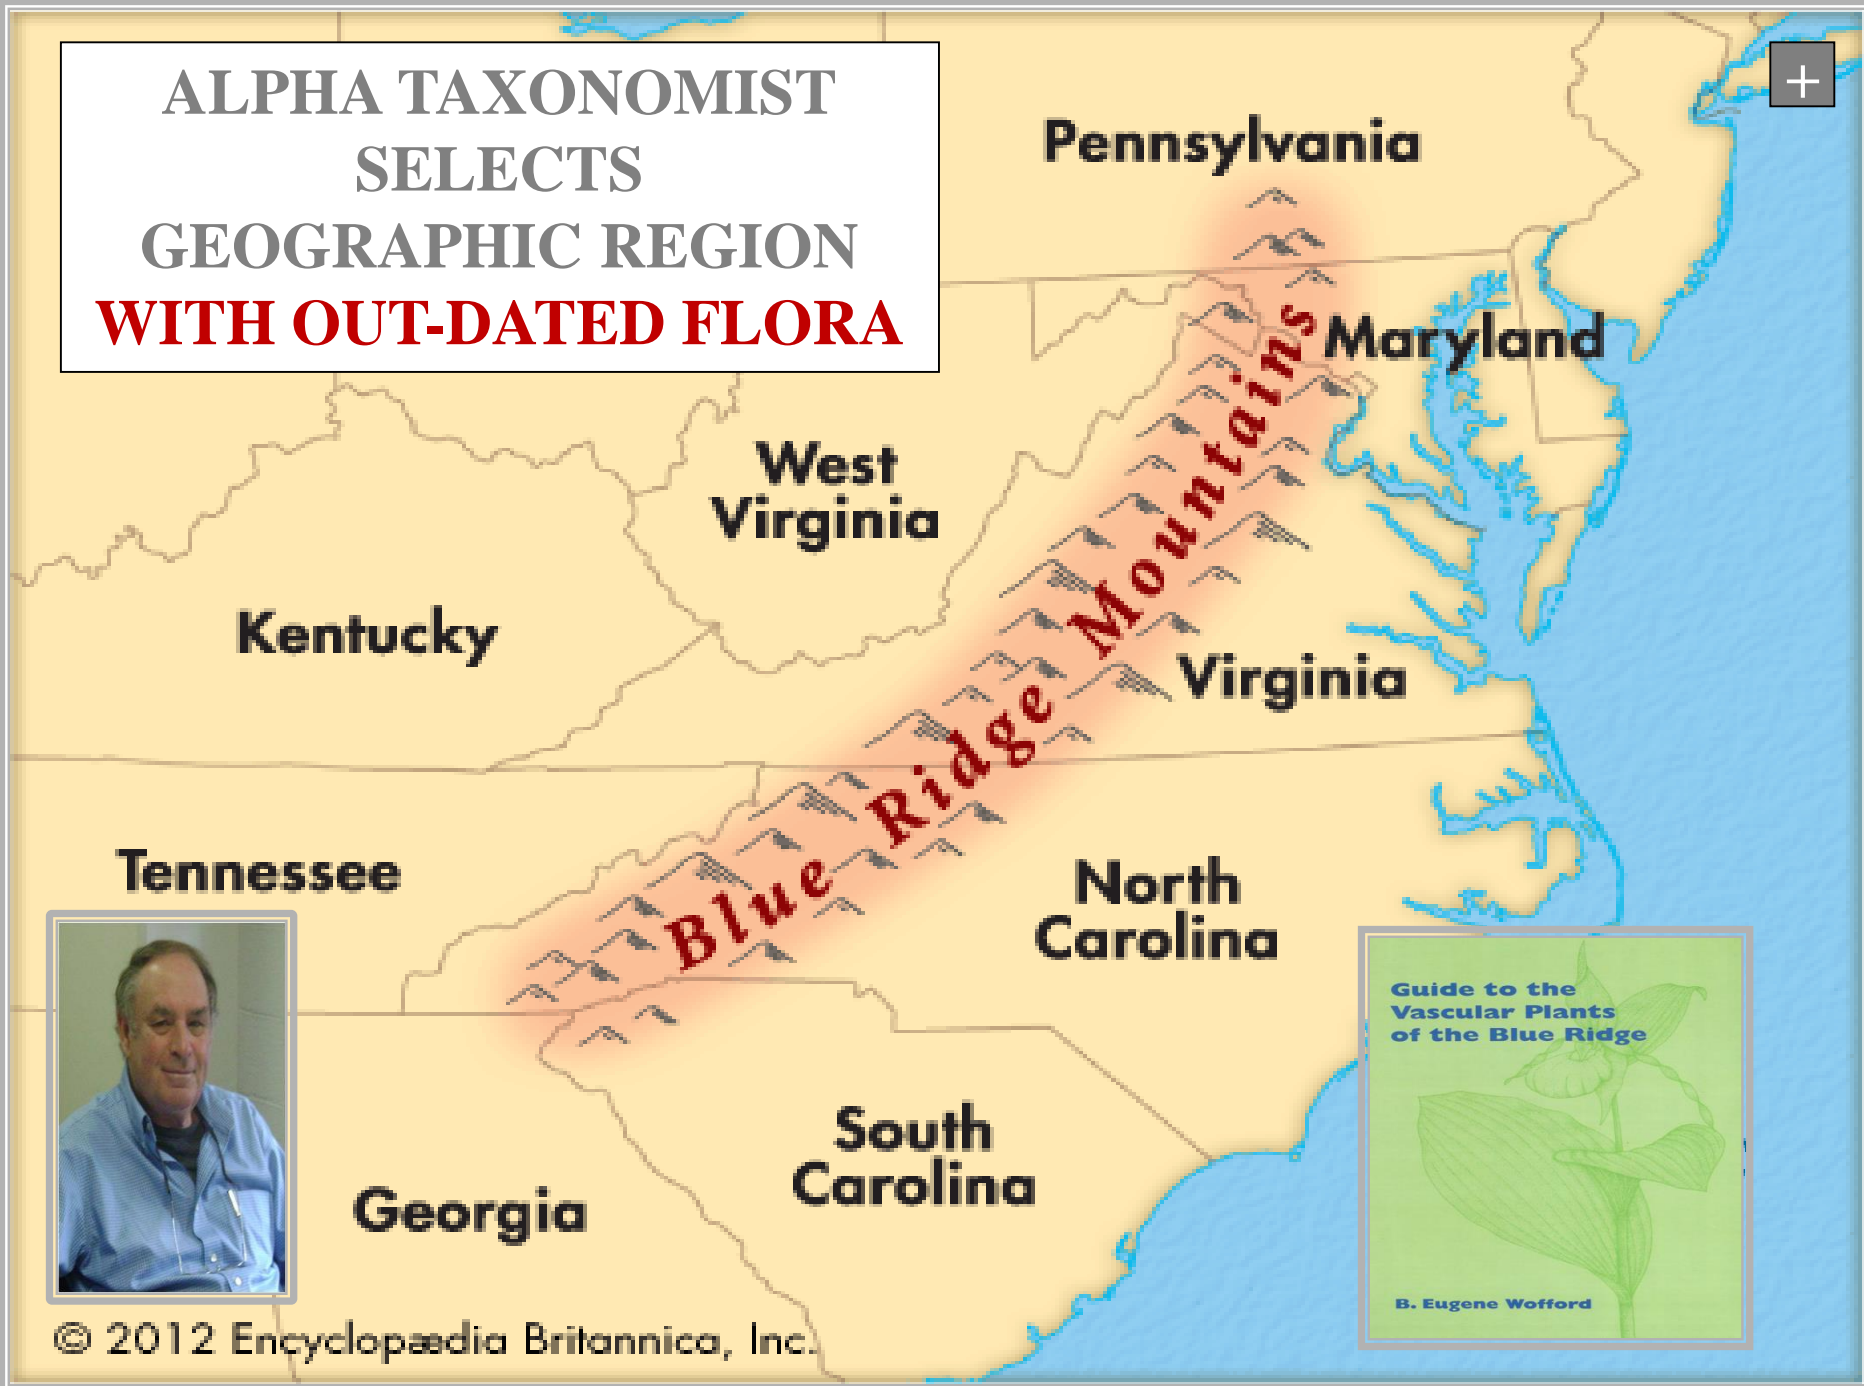 ALPHA TAXONOMIST
SELECTS
GEOGRAPHIC REGION
WITH OUT-DATED FLORA
+
Pennsylvania
Maryland
West
Virginia
Kentucky
Virginia
Blue Ridge Mountains
Tennessee
North
Carolina
South
Carolina
Georgia
Guide to the
Vascular Plants
of the Blue Ridge
B. Eugene Wofford
© 2012 Encyclopædia Britannica, Inc.